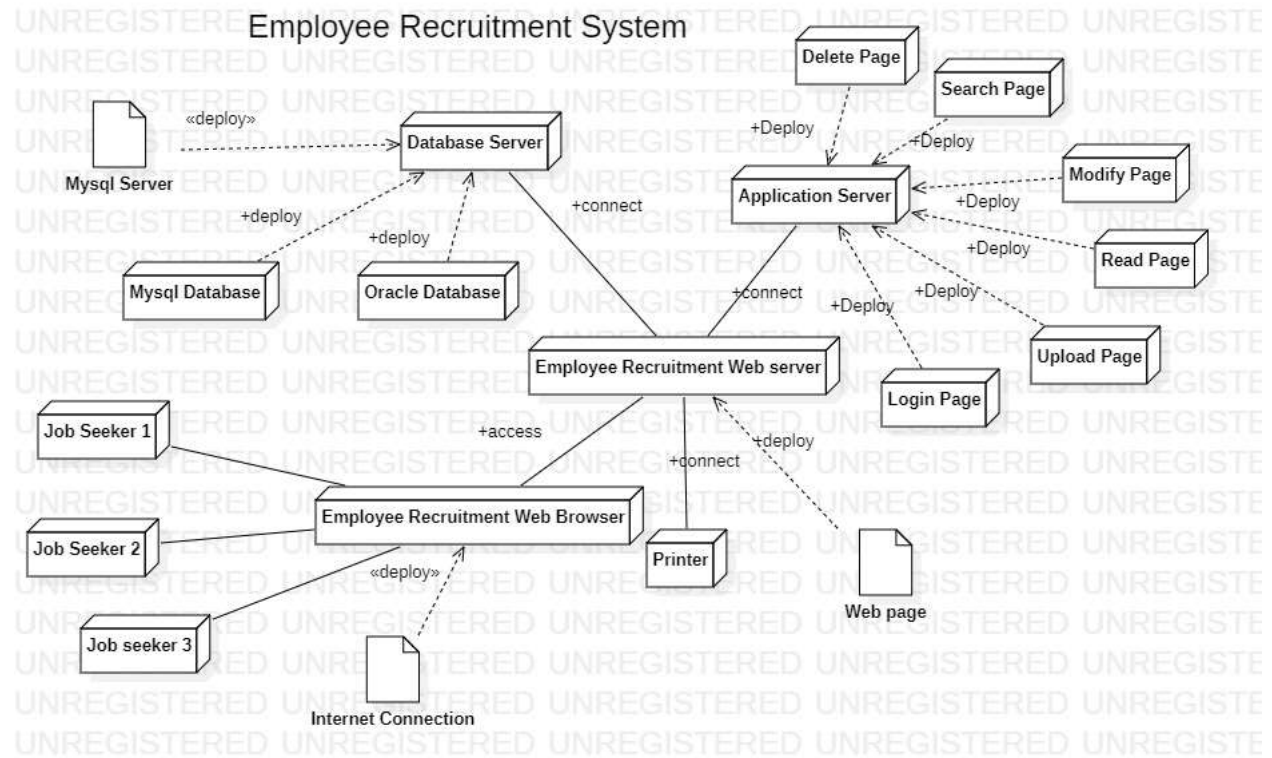 Employee Recruitment System
Delete Page
Search Page
«deploy»
+Deploy
+Deploy
Database Server
Mysql Server
Modify Page
Application Server
+Deploy
+deploy
+connect
+deploy
+Deploy
Read Page
Mysql Database
Oracle Database
+connect
+Deploy
+Deploy
Employee Recruitment Web server
Upload Page
Login Page
Job Seeker 1
+access
+deploy
+connect
Employee Recruitment Web Browser
Job Seeker 2
Printer
«deploy»
Web page
Job seeker 3
Internet Connection
UNREGISTERED